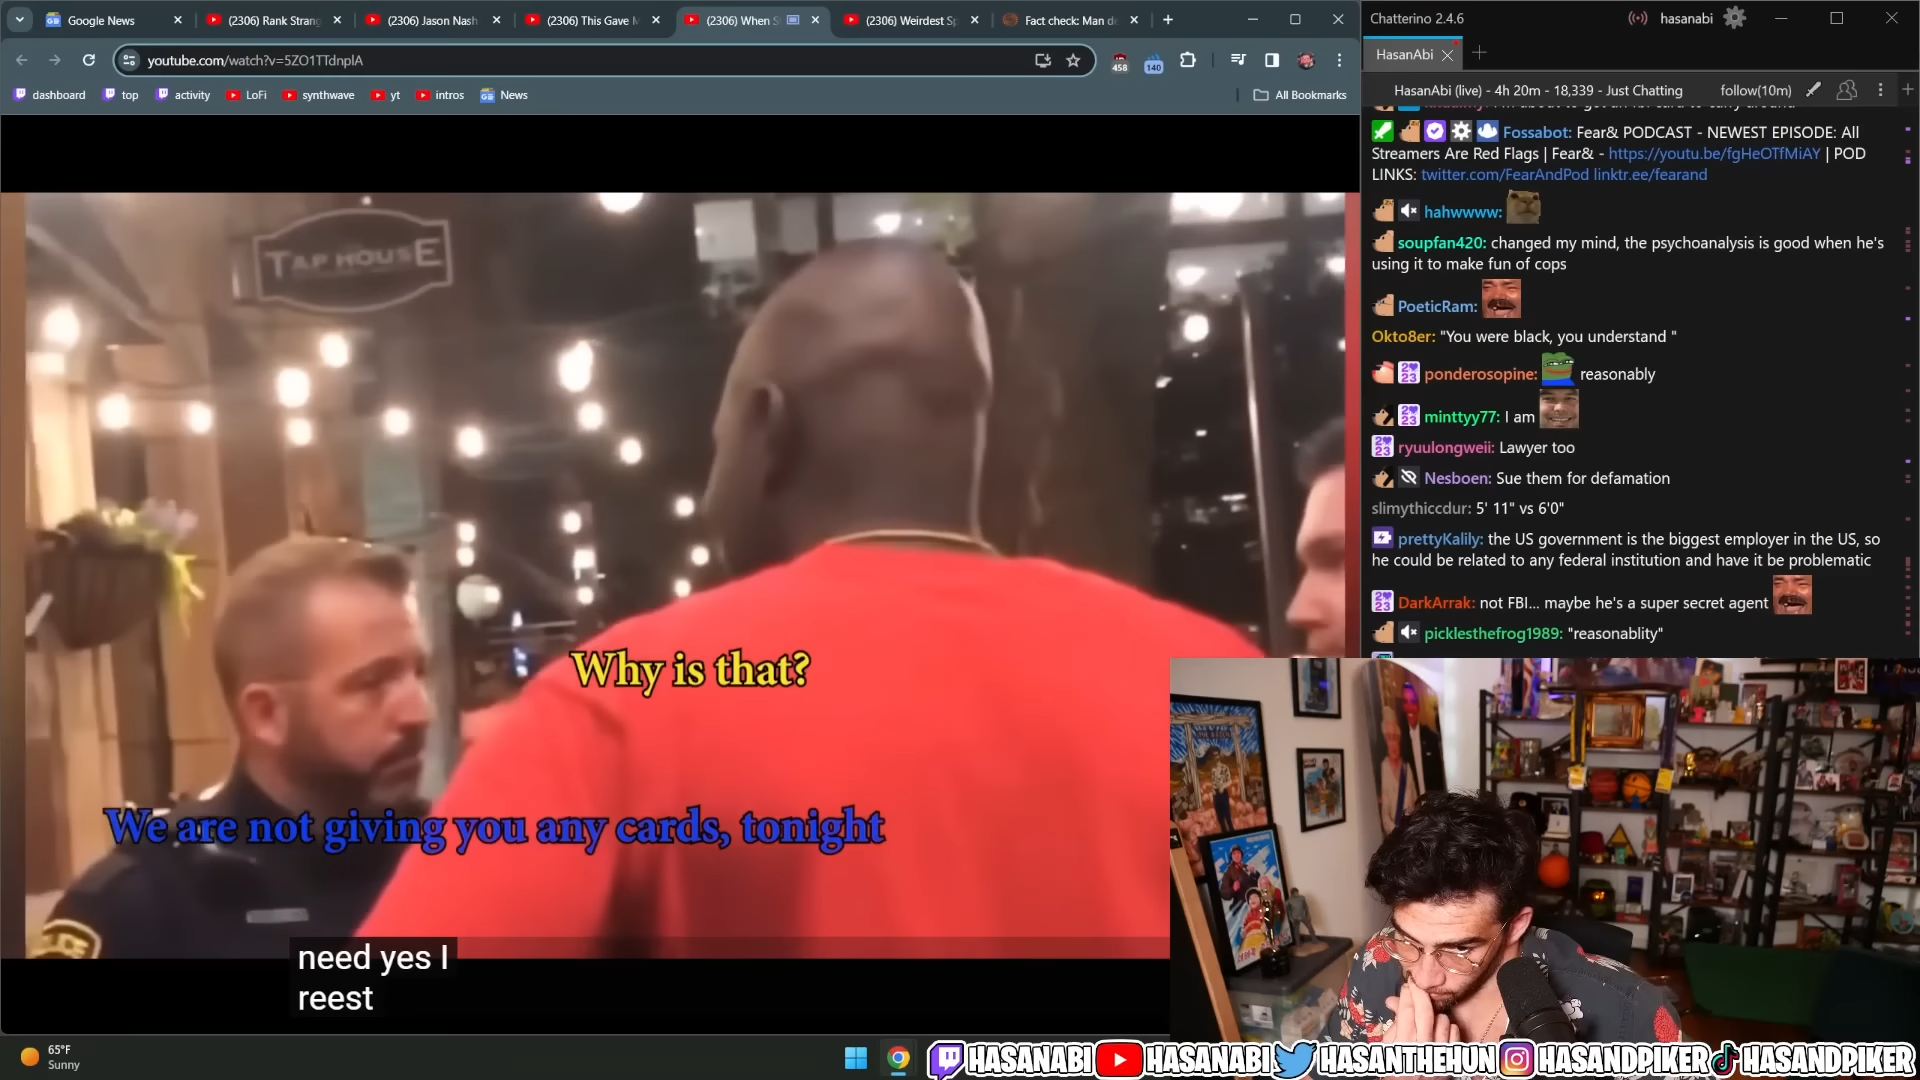 Google News
(2306) Rank Strang
(2306) Jason Nash
(2306) This Gave M
(2306) When S
(2306) Weirdest Sp
Fact check: Man de
youtube.com/watch?v=5ZO1TTdnplA
458
140
dashboard
top
activity
LoFi
synthwave
yt
intros
News
All Bookmarks
TAP HOUSE
Why is that?
We are not giving you any cards, tonight
need yes I
reest
65°F
Sunny
Chatterino 2.4.6
hasanabi
HasanAbi
HasanAbi (live) - 4h 20m - 18,339 - Just Chatting
follow(10m)
Fossabot: Fear& PODCAST - NEWEST EPISODE: All
Streamers Are Red Flags | Fear& - https://youtu.be/fgHeOTfMiAY | POD
LINKS: twitter.com/FearAndPod linktr.ee/fearand
hahwwww:
soupfan420: changed my mind, the psychoanalysis is good when he's
using it to make fun of cops
PoeticRam:
Okto8er: "You were black, you understand "
ponderosopine: reasonably
minttyy77: I am
ryuulongweii: Lawyer too
Nesboen: Sue them for defamation
slimythiccdur: 5' 11" vs 6'0"
prettyKalily: the US government is the biggest employer in the US, so
he could be related to any federal institution and have it be problematic
DarkArrak: not FBI... maybe he's a super secret agent
picklesthefrog1989: "reasonablity"
HASANABI HASANABI HASANTHEHUN HASANDPIKER HASANDPIKER